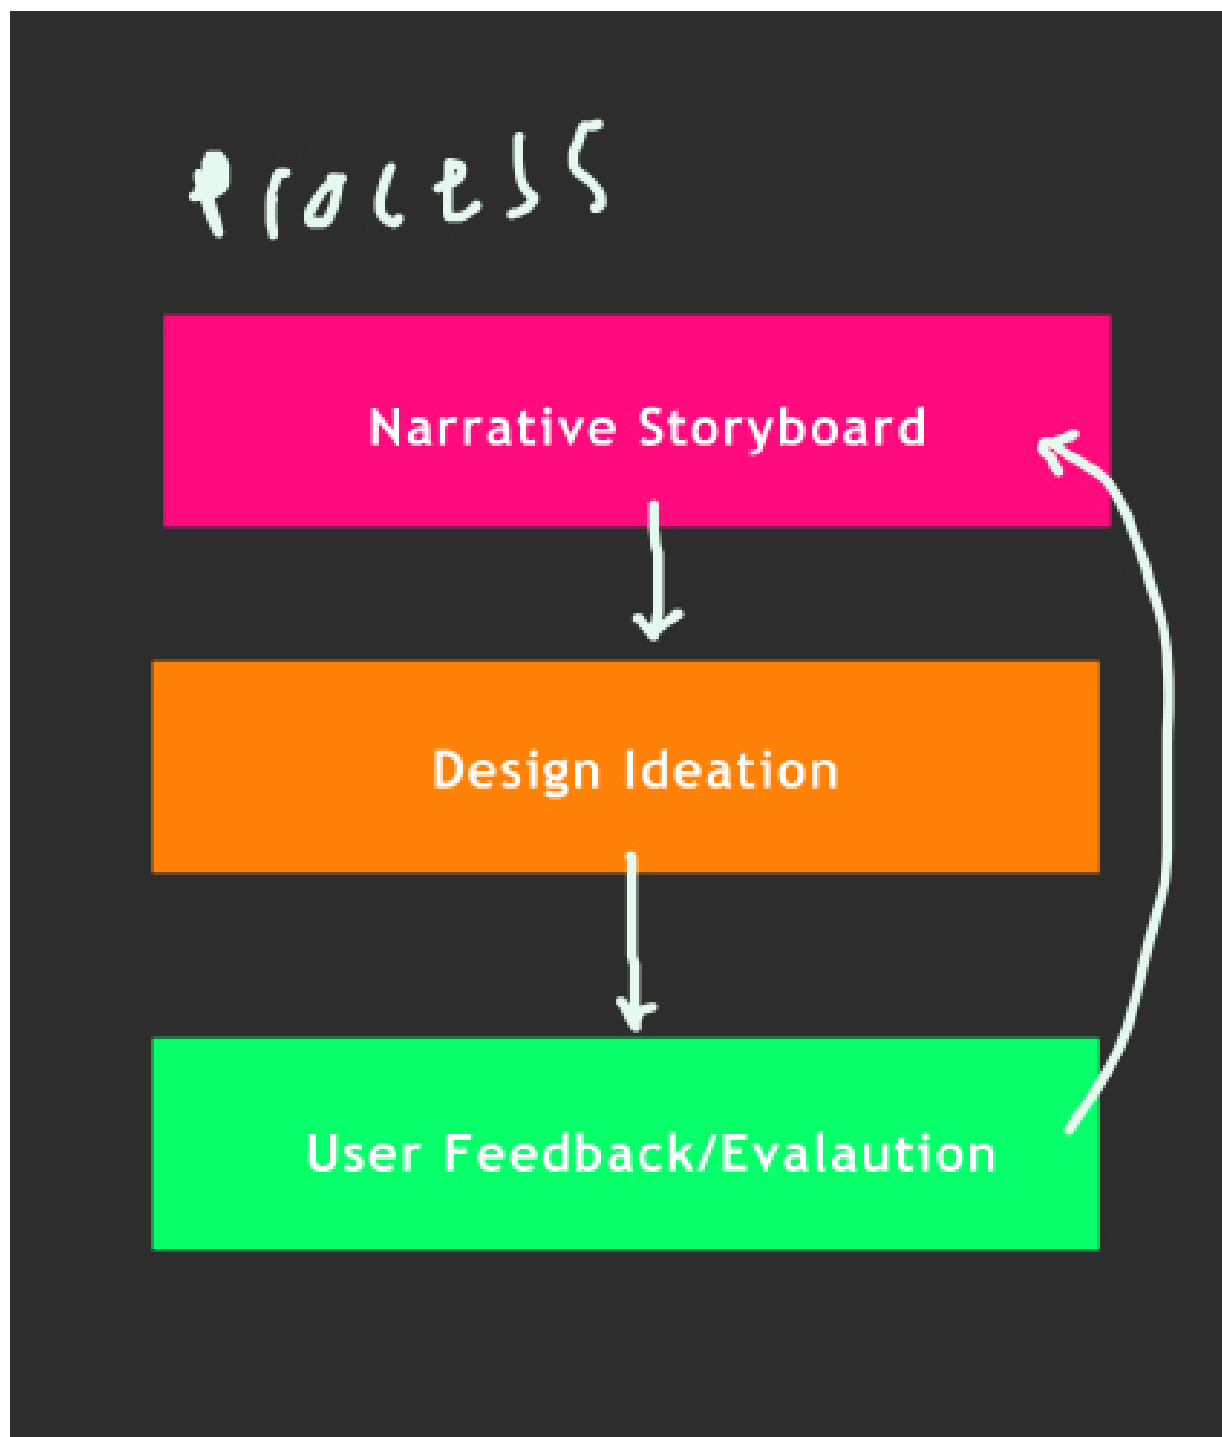 Process
Narrative Storyboard
Design Ideation
User Feedback/Evalaution